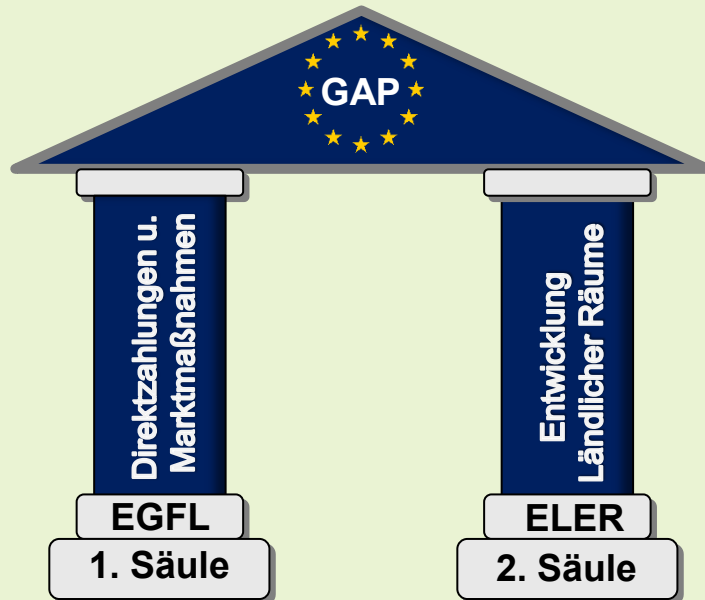 GAP
Direktzahlungen u.
Marktmaßnahmen
EGFL
1. Säule
Entwicklung
Ländlicher Räume
ELER
2. Säule